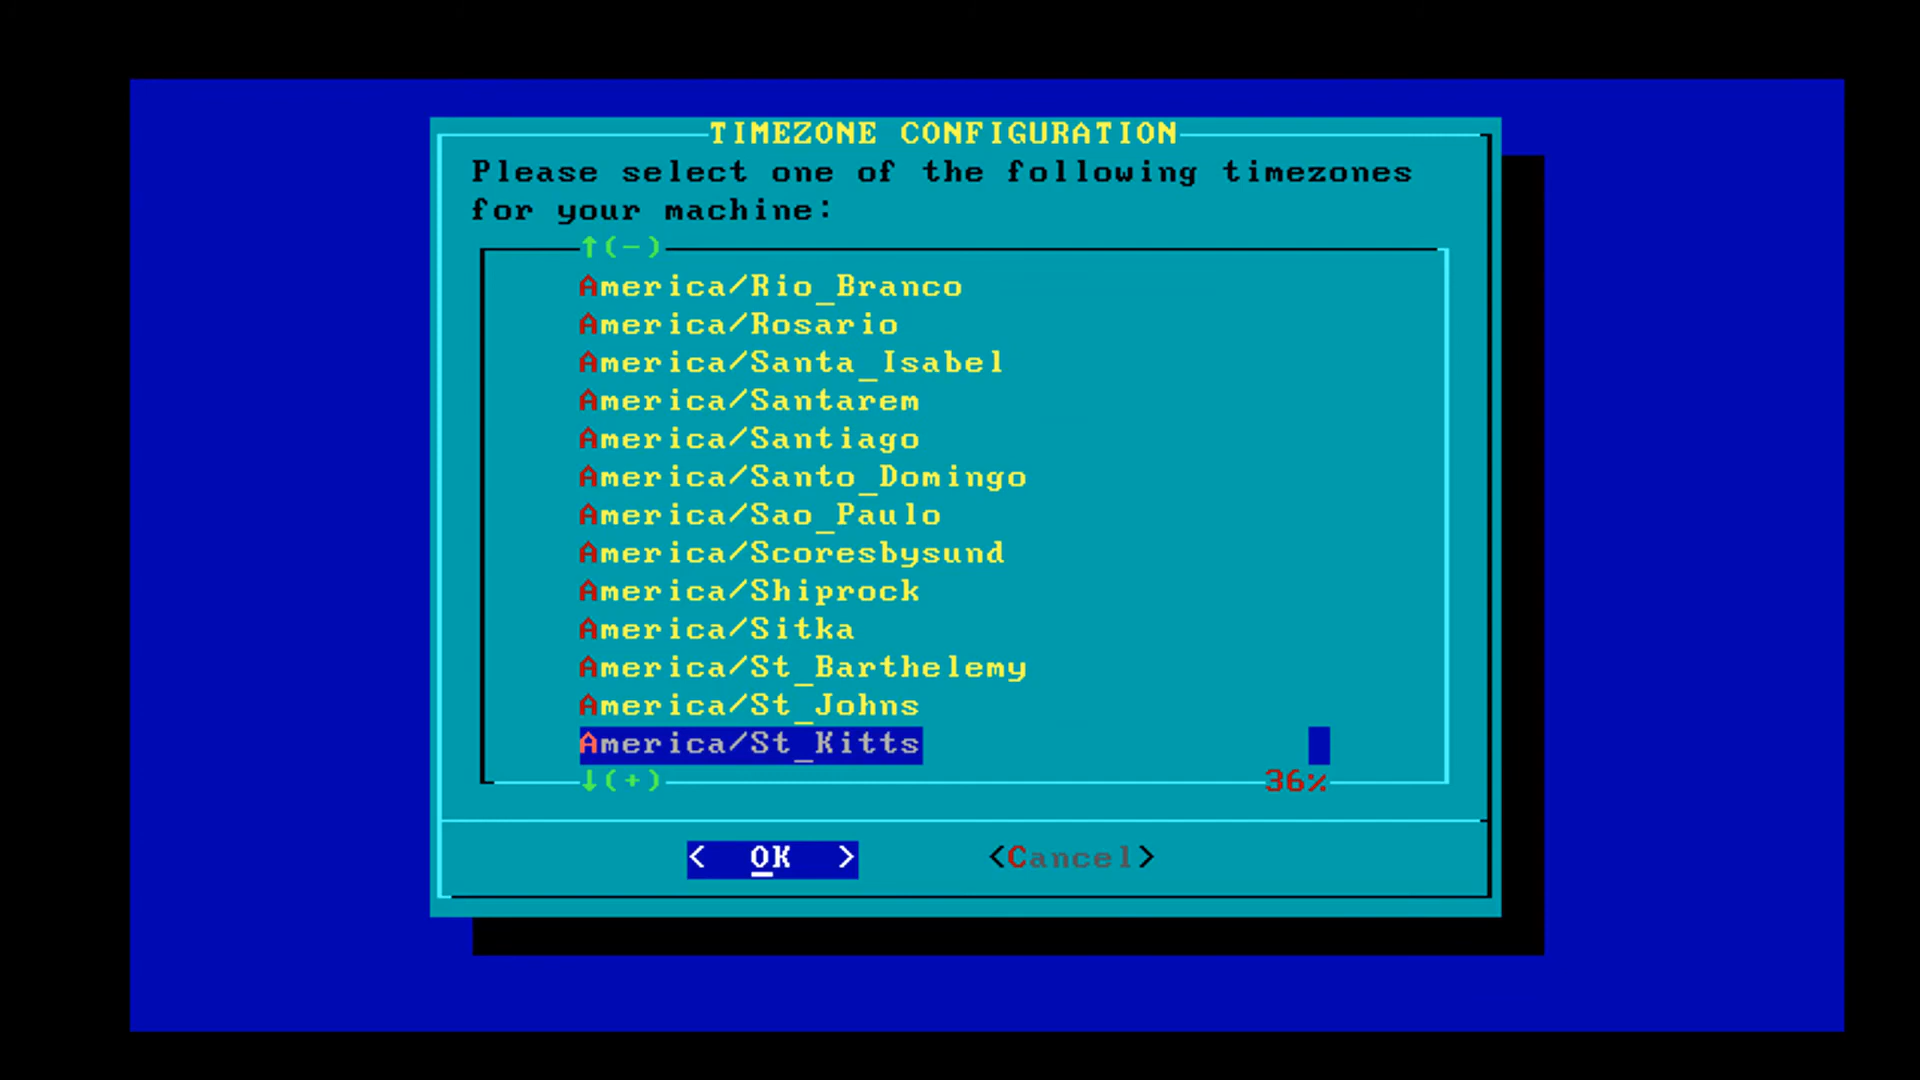 TIMEZONE CONFIGURATION
Please select one of the following timezones
for your machine:
↑(-)
America/Rio_Branco
America/Rosario
America/Santa_Isabel
America/Santarem
America/Santiago
America/Santo_Domingo
America/Sao_Paulo
America/Scoresbysund
America/Shiprock
America/Sitka
America/St_Barthelemy
America/St_Johns
America/St_Kitts
↓(+) 36%
< OK > <Cancel>